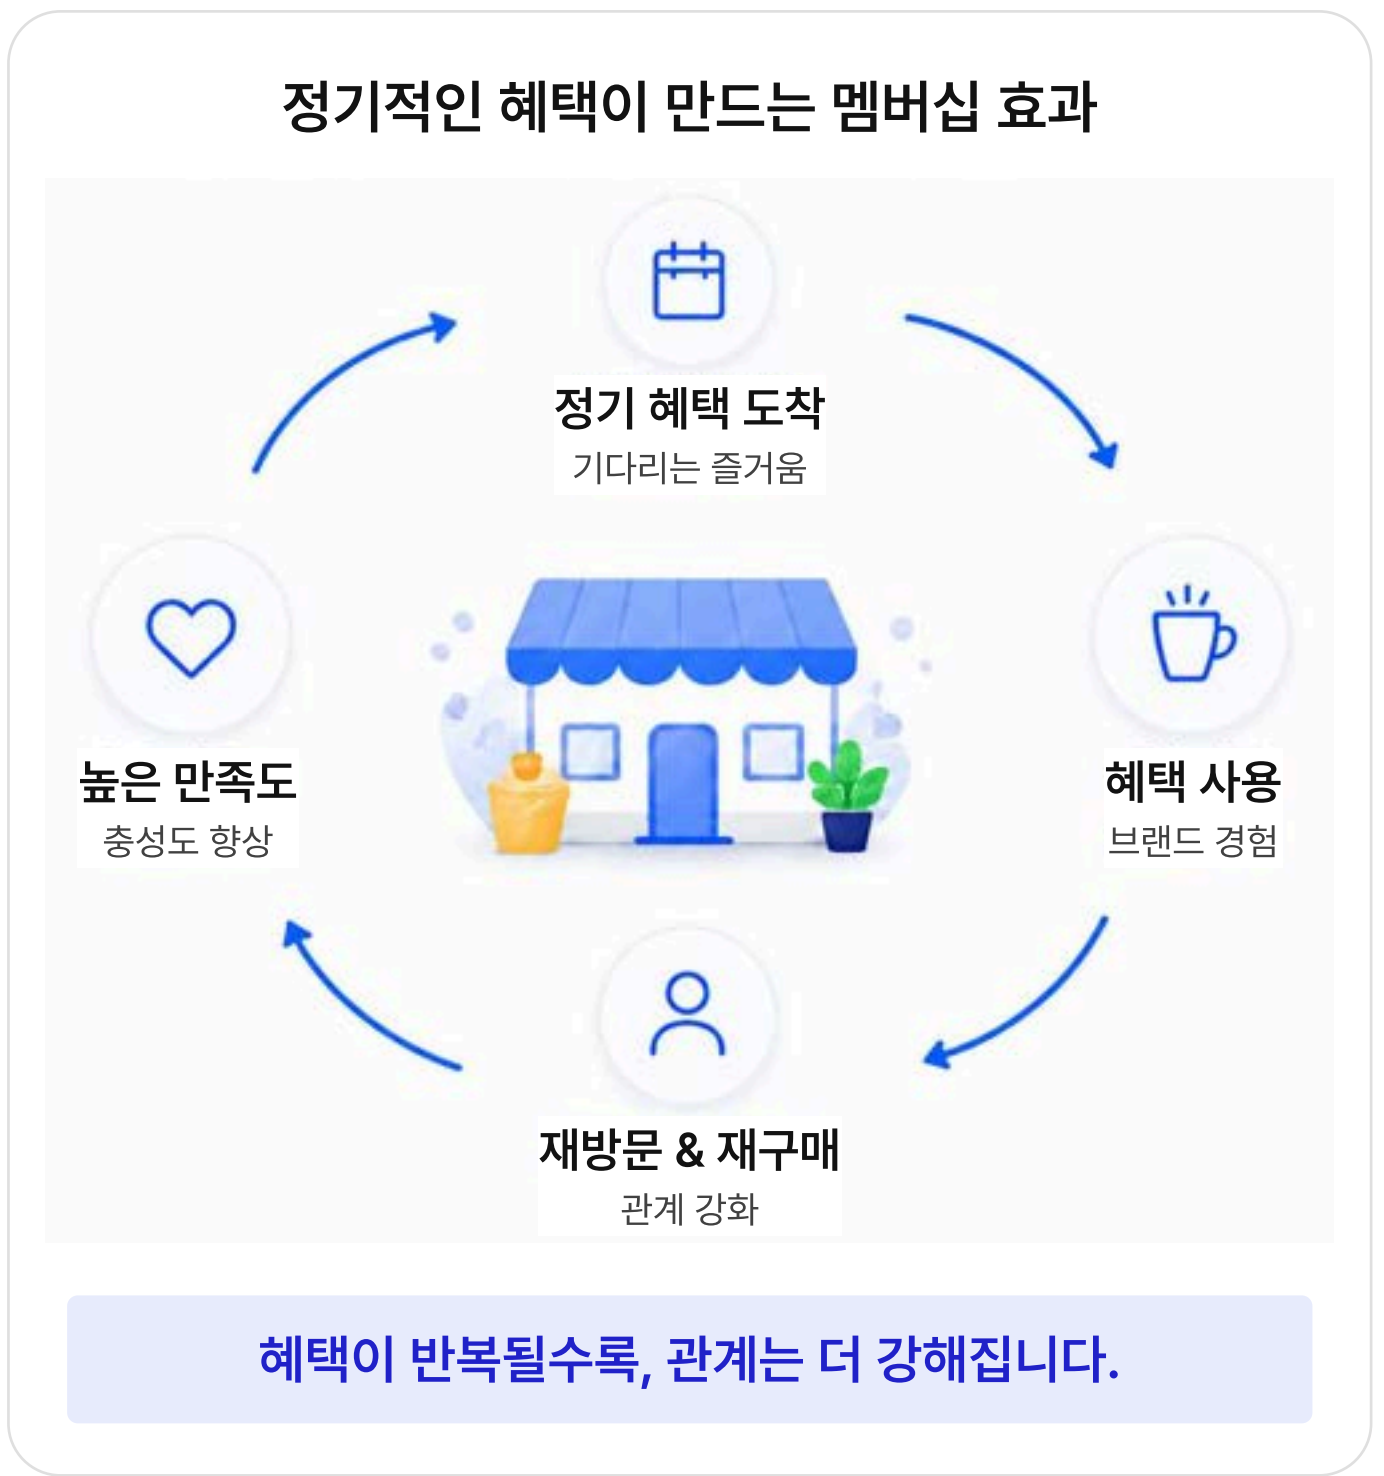 정기적인 혜택이 만드는 멤버십 효과
정기 혜택 도착
기다리는 즐거움
높은 만족도
충성도 향상
혜택 사용
브랜드 경험
재방문 & 재구매
관계 강화
혜택이 반복될수록, 관계는 더 강해집니다.